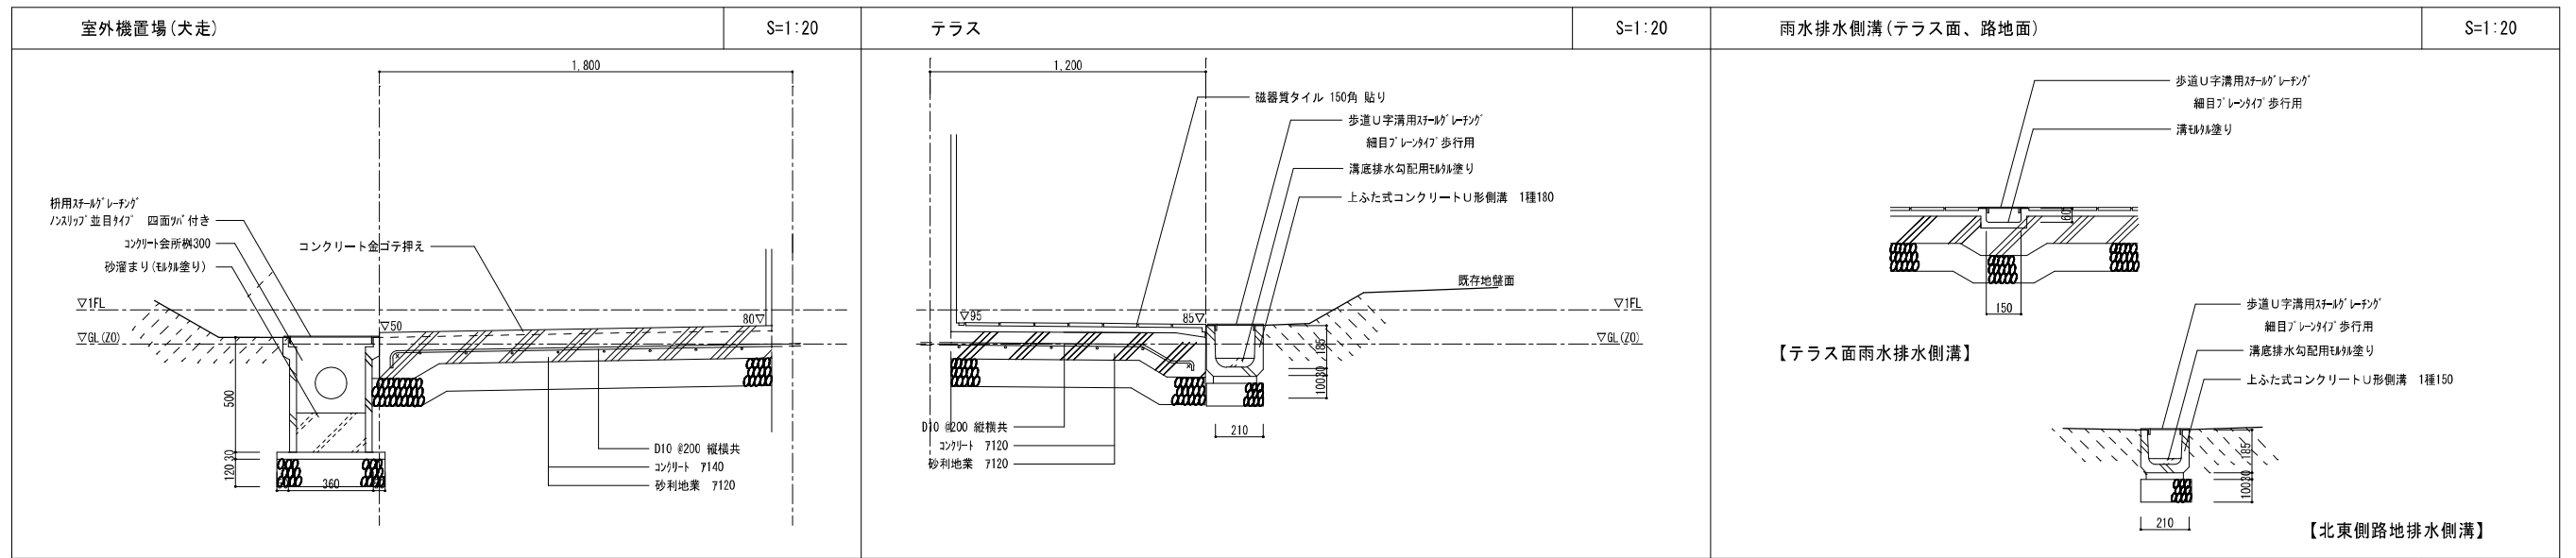 室外機置場(犬走)
S=1:20
1,800
枡用ｽﾁｰﾙｸﾞﾚｰﾁﾝｸﾞ
ﾉﾝｽﾘｯﾌﾟ並目ﾀｲﾌﾟ 四面ﾂﾊﾞ付き
ｺﾝｸﾘｰﾄ会所桝300
砂溜まり(ﾓﾙﾀﾙ塗り)
コンクリート金ゴテ押え
▽1FL
▽GL(Z0)
▽50
80▽
500
30
120
360
D10 @200 縦横共
ｺﾝｸﾘｰﾄ ｱ140
砂利地業 ｱ120
テラス
S=1:20
1,200
磁器質タイル 150角 貼り
歩道Ｕ字溝用ｽﾁｰﾙｸﾞﾚｰﾁﾝｸﾞ
細目ﾌﾟﾚｰﾝﾀｲﾌﾟ歩行用
溝底排水勾配用ﾓﾙﾀﾙ塗り
上ふた式コンクリートＵ形側溝 1種180
既存地盤面
▽1FL
▽GL(Z0)
▽95
85▽
185
30
100
210
D10 @200 縦横共
ｺﾝｸﾘｰﾄ ｱ120
砂利地業 ｱ120
雨水排水側溝(テラス面、路地面)
S=1:20
歩道Ｕ字溝用ｽﾁｰﾙｸﾞﾚｰﾁﾝｸﾞ
細目ﾌﾟﾚｰﾝﾀｲﾌﾟ歩行用
溝ﾓﾙﾀﾙ塗り
60
150
【テラス面雨水排水側溝】
歩道Ｕ字溝用ｽﾁｰﾙｸﾞﾚｰﾁﾝｸﾞ
細目ﾌﾟﾚｰﾝﾀｲﾌﾟ歩行用
溝底排水勾配用ﾓﾙﾀﾙ塗り
上ふた式コンクリートＵ形側溝 1種150
185
30
100
210
【北東側路地排水側溝】